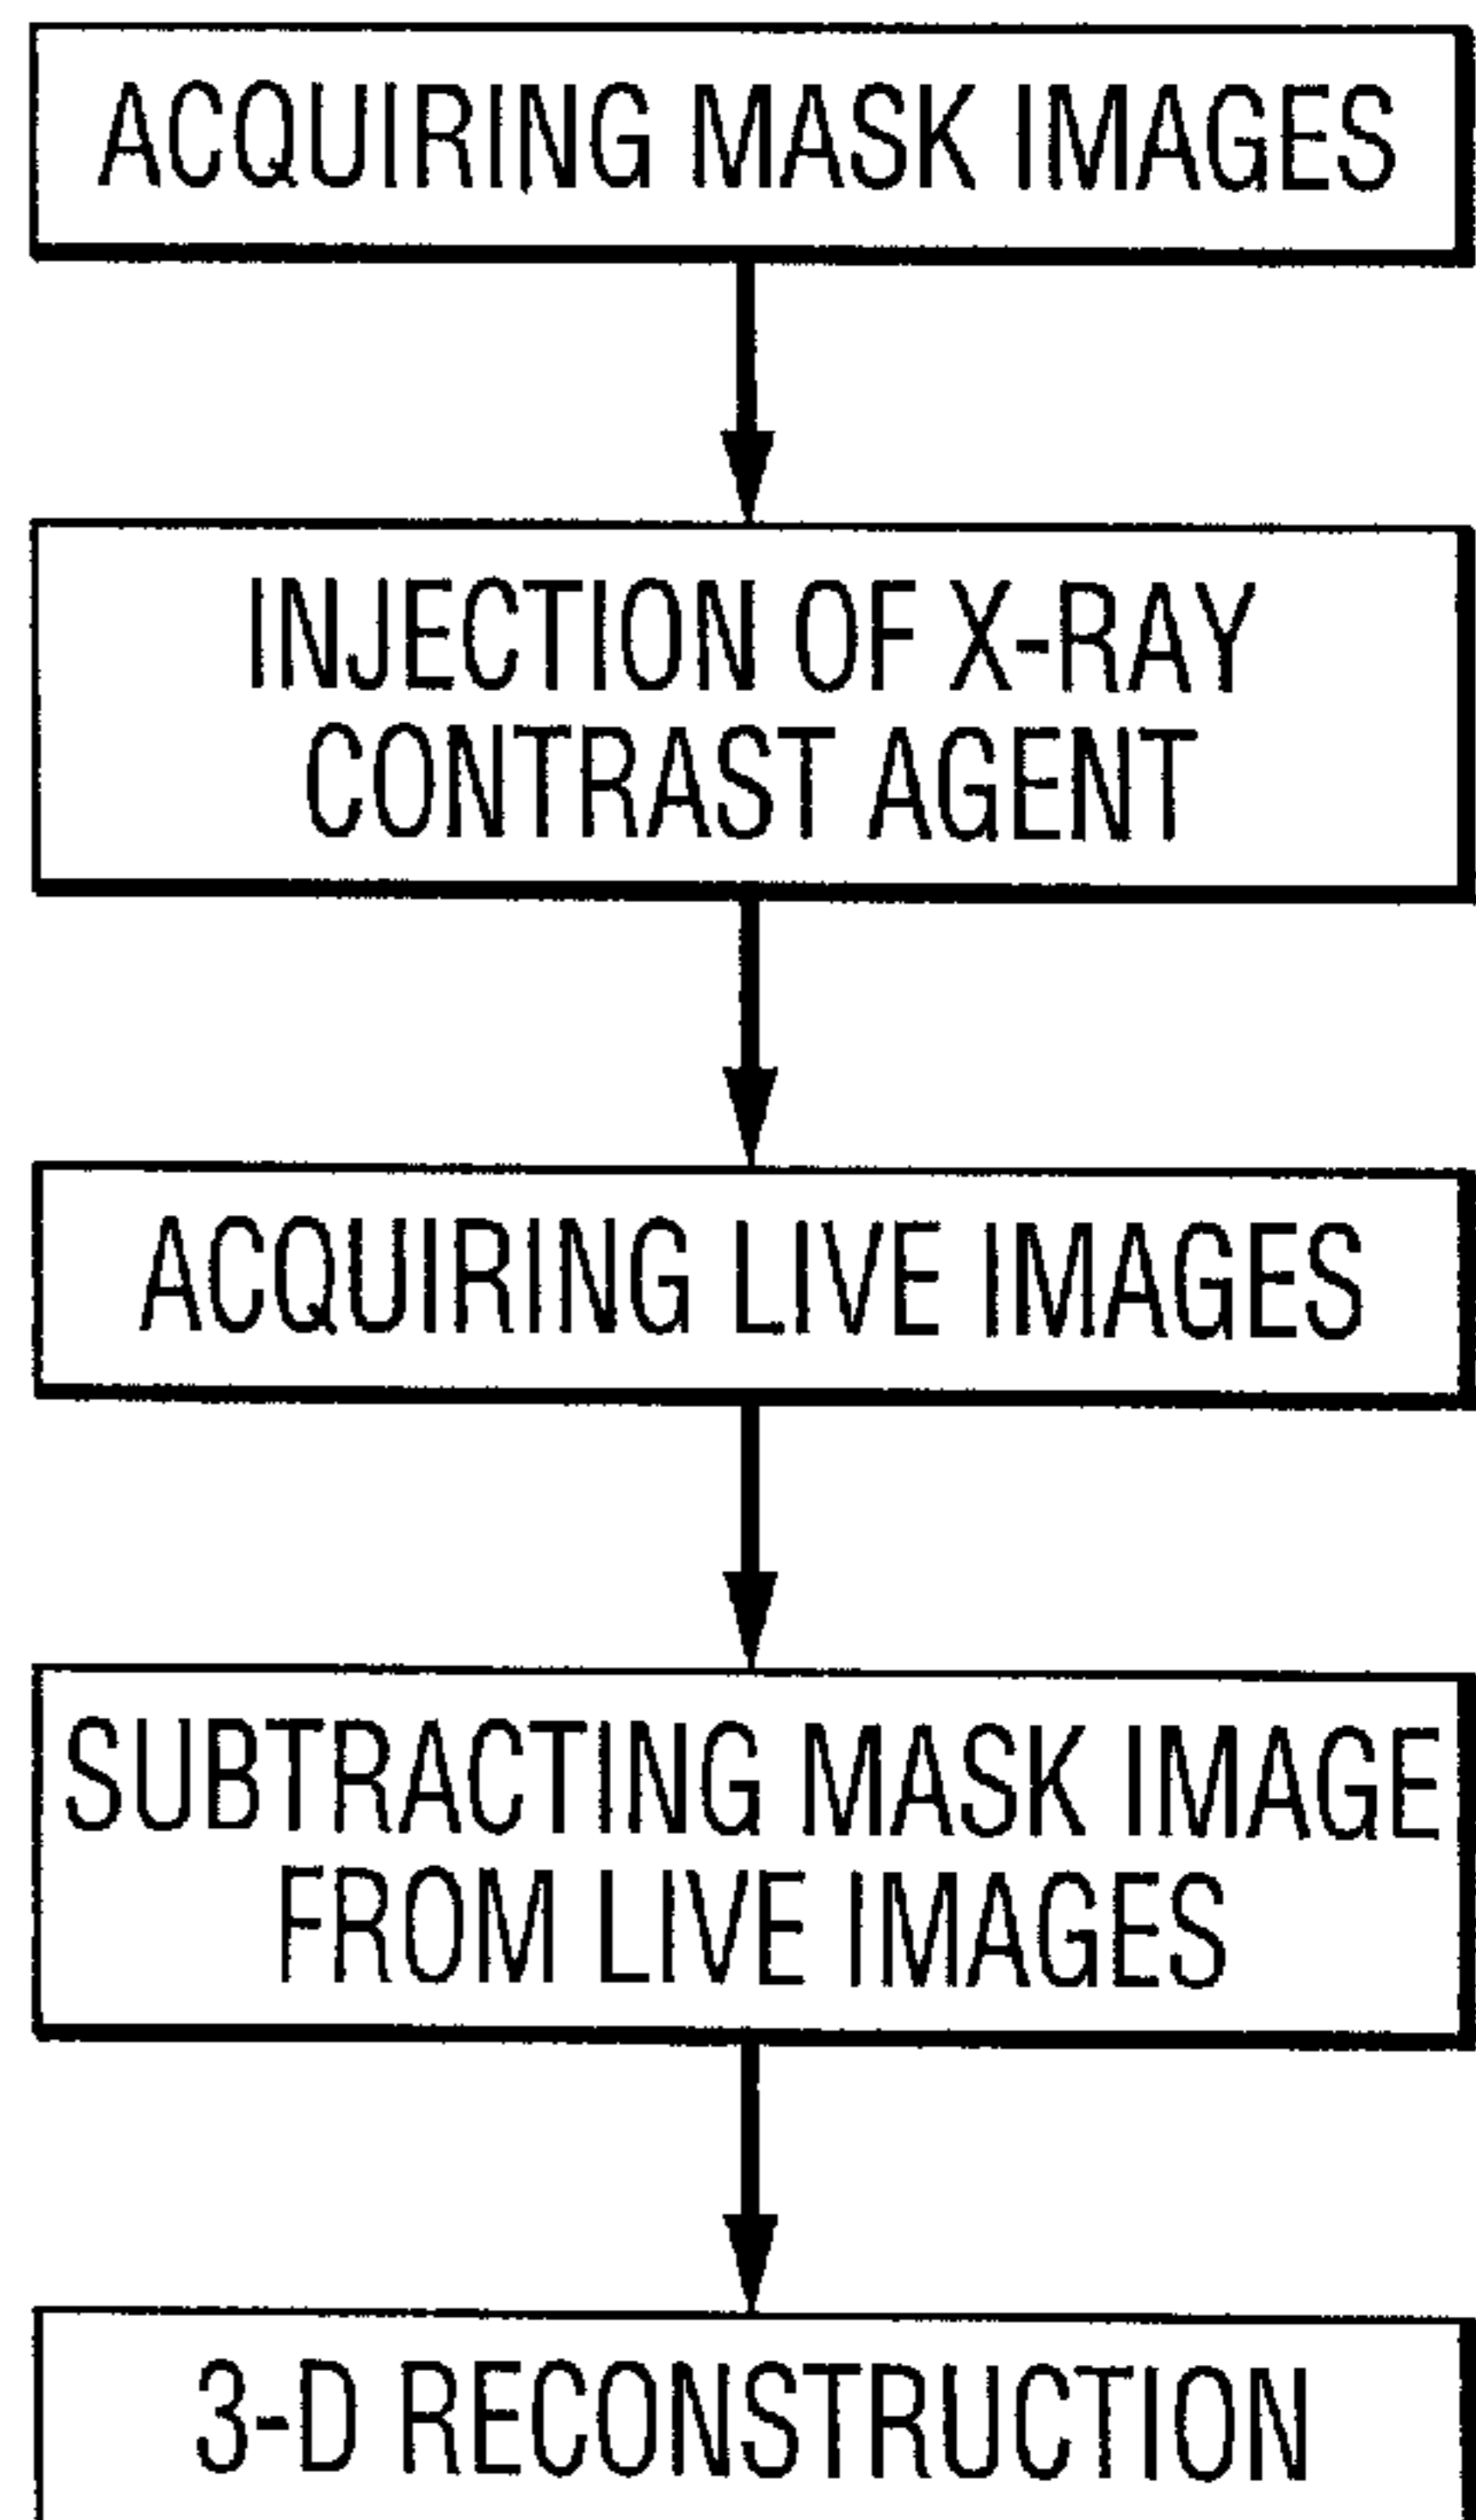 ACQUIRING MASK IMAGES
INJECTION OF X-RAY
CONTRAST AGENT
ACQUIRING LIVE IMAGES
SUBTRACTING MASK IMAGE
FROM LIVE IMAGES
3-D RECONSTRUCTION